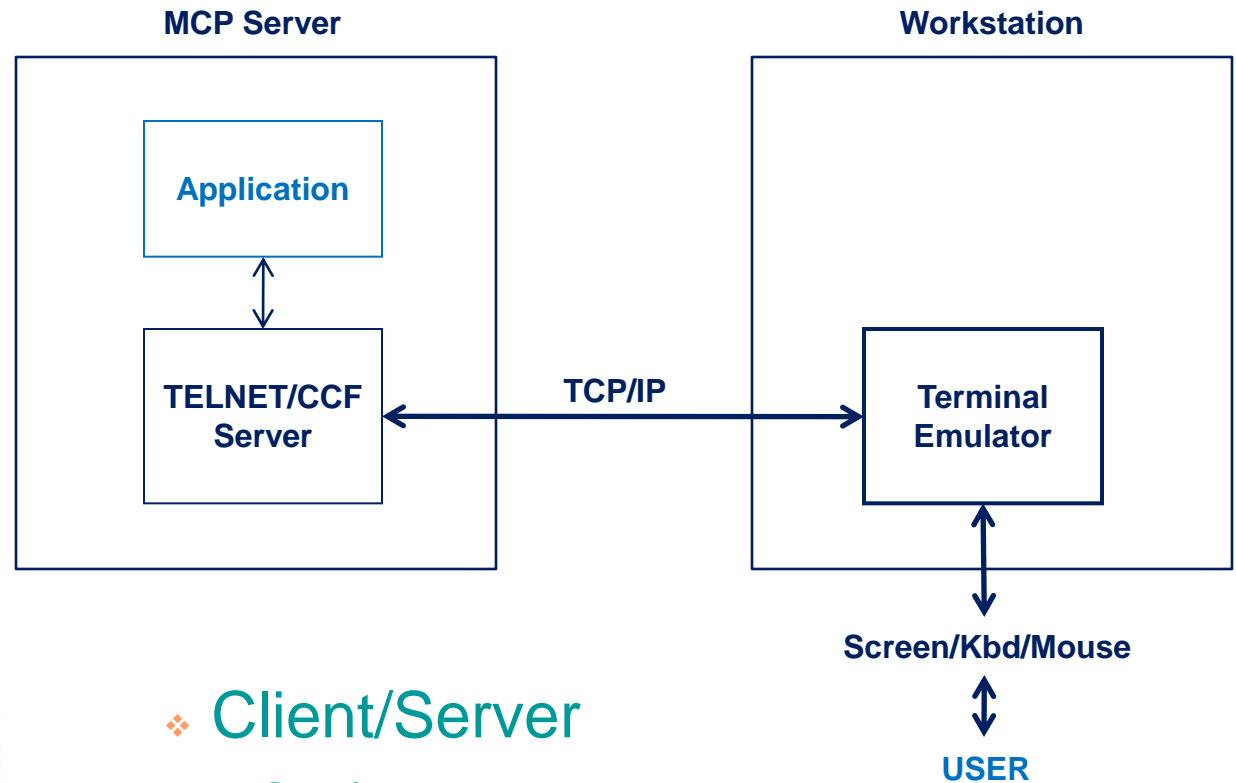 MCP Server
Workstation
Application
TELNET/CCF
Server
TCP/IP
Terminal
Emulator
Screen/Kbd/Mouse
USER
Client/Server